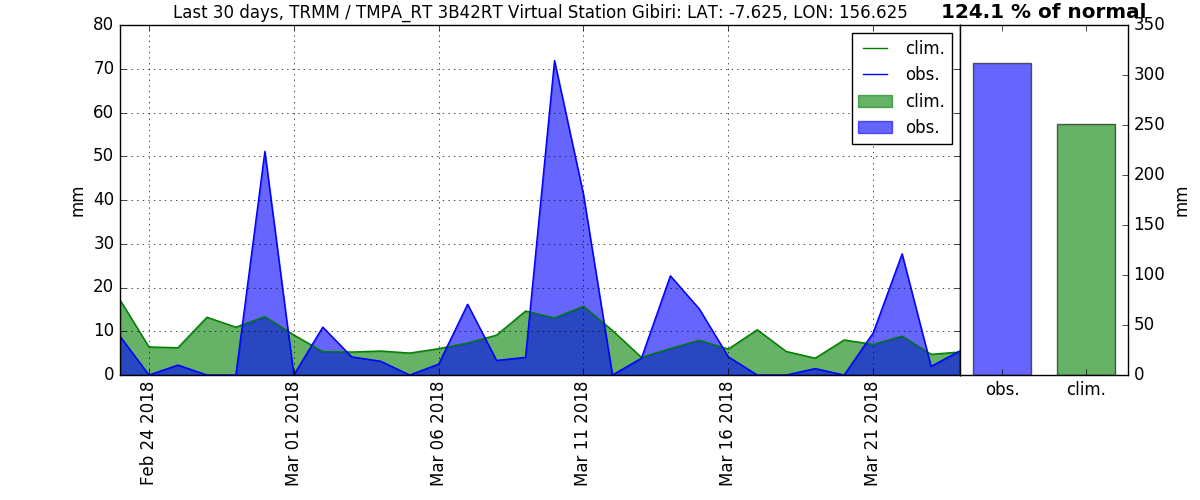 Last 30 days, TRMM / TMPA_RT 3B42RT Virtual Station Gibiri: LAT: -7.625, LON: 156.625
124.1 % of normal
80
70
60
50
40
30
20
10
0
mm
clim.
obs.
clim.
obs.
Feb 24 2018
Mar 01 2018
Mar 06 2018
Mar 11 2018
Mar 16 2018
Mar 21 2018
350
300
250
200
150
100
50
0
mm
obs.
clim.